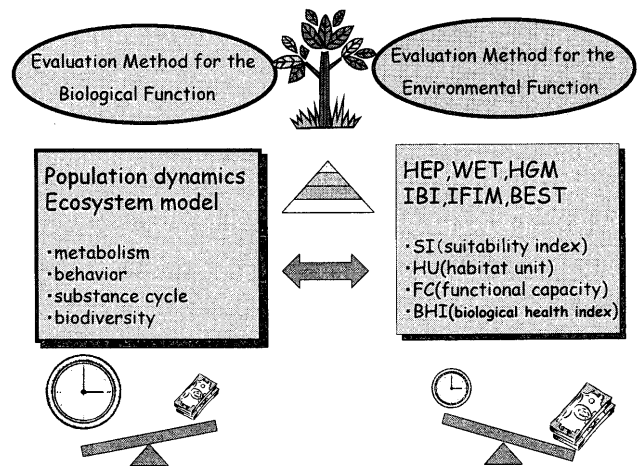 Evaluation Method for the
Biological Function
Evaluation Method for the
Environmental Function
Population dynamics
Ecosystem model
・metabolism
・behavior
・substance cycle
・biodiversity
HEP,WET,HGM
IBI,IFIM,BEST
・SI(suitability index)
・HU(habitat unit)
・FC(functional capacity)
・BHI(biological health index)